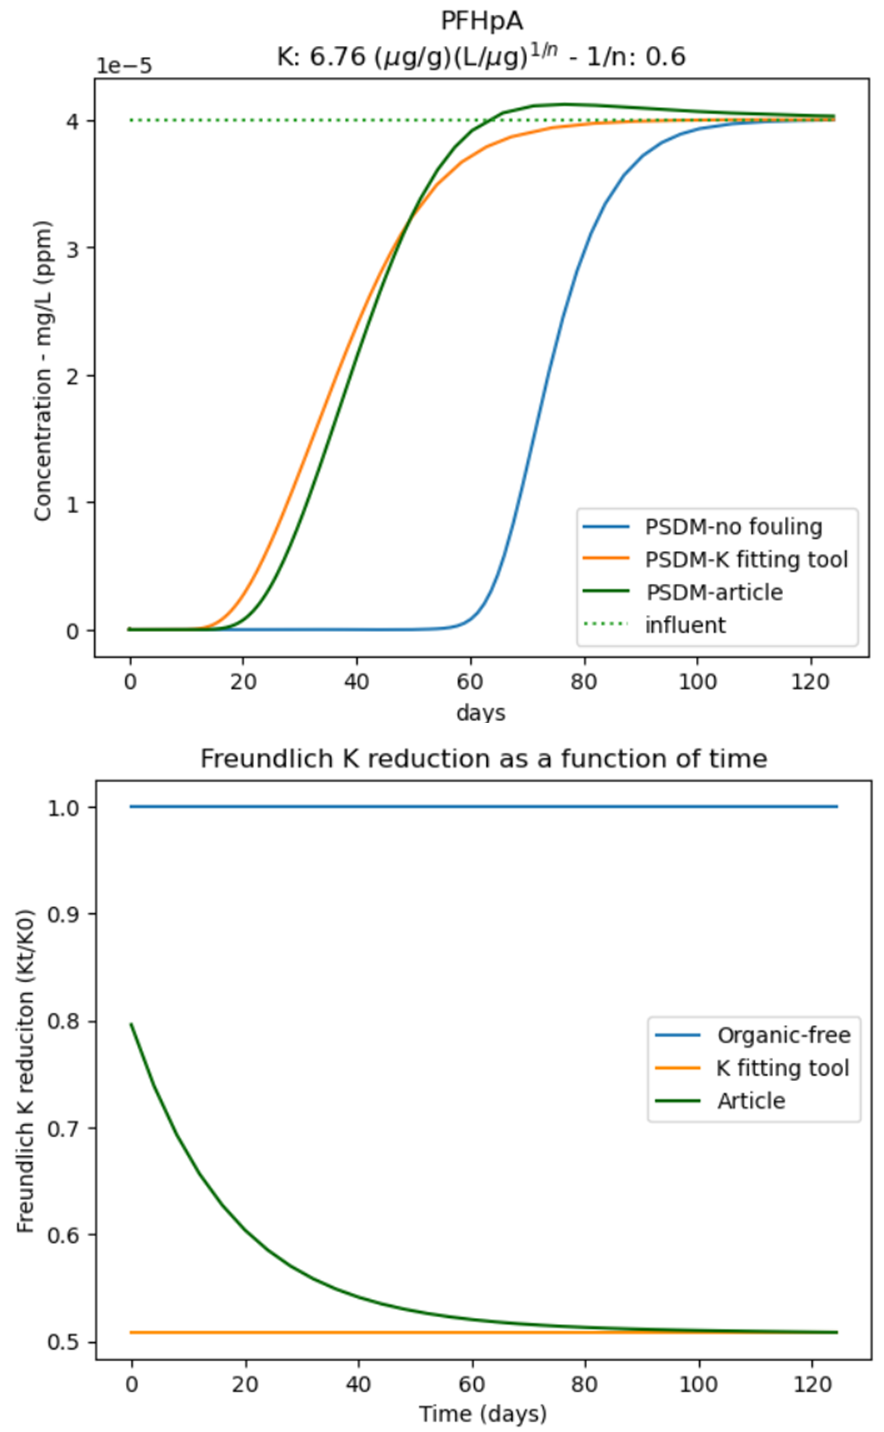 PFHpA
K: 6.76 (μg/g)(L/μg)^{1/n} - 1/n: 0.6
1e−5
4
3
2
1
0
Concentration - mg/L (ppm)
PSDM-no fouling
PSDM-K fitting tool
PSDM-article
influent
0 20 40 60 80 100 120
days
Freundlich K reduction as a function of time
1.0
0.9
0.8
0.7
0.6
0.5
Freundlich K reduciton (Kt/K0)
Organic-free
K fitting tool
Article
0 20 40 60 80 100 120
Time (days)